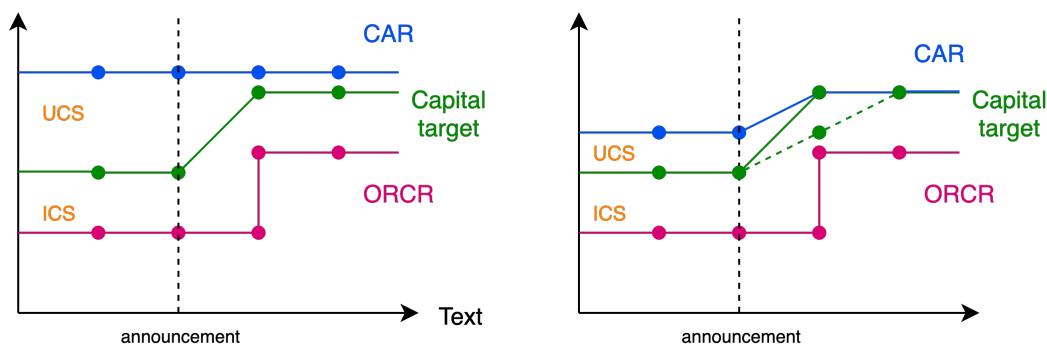 CAR
UCS
Capital
target
ICS
ORCR
Text
announcement
CAR
UCS
Capital
target
ICS
ORCR
announcement